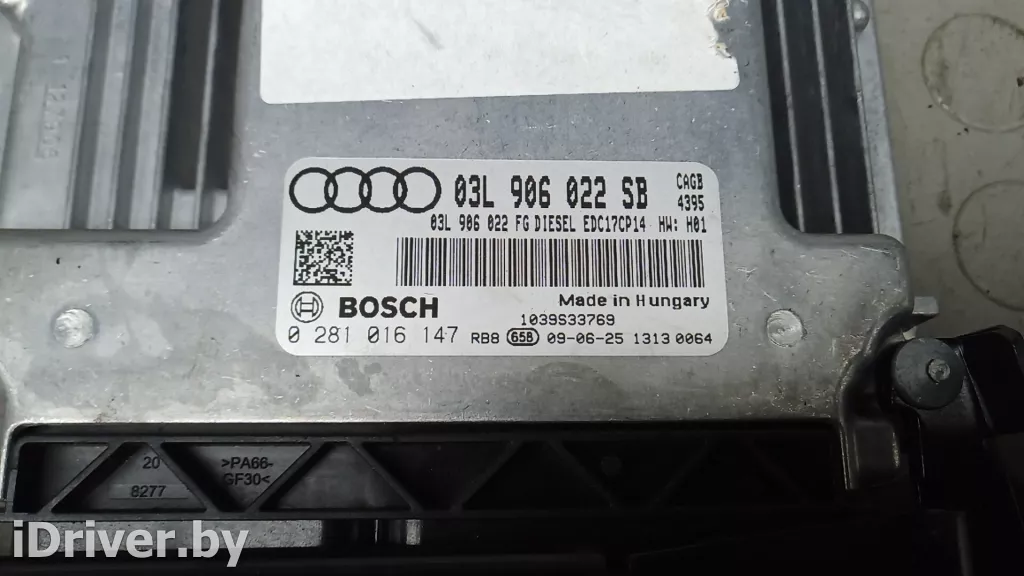 03L 906 022 SB CAGB
4395
03L 906 022 FG DIESEL EDC17CP14 HW: H01
BOSCH
Made in Hungary
1039S33769
0 281 016 147 RB8 658 09-06-25 1313 0064
20
8277
>PA66-
GF30<
iDriver.by